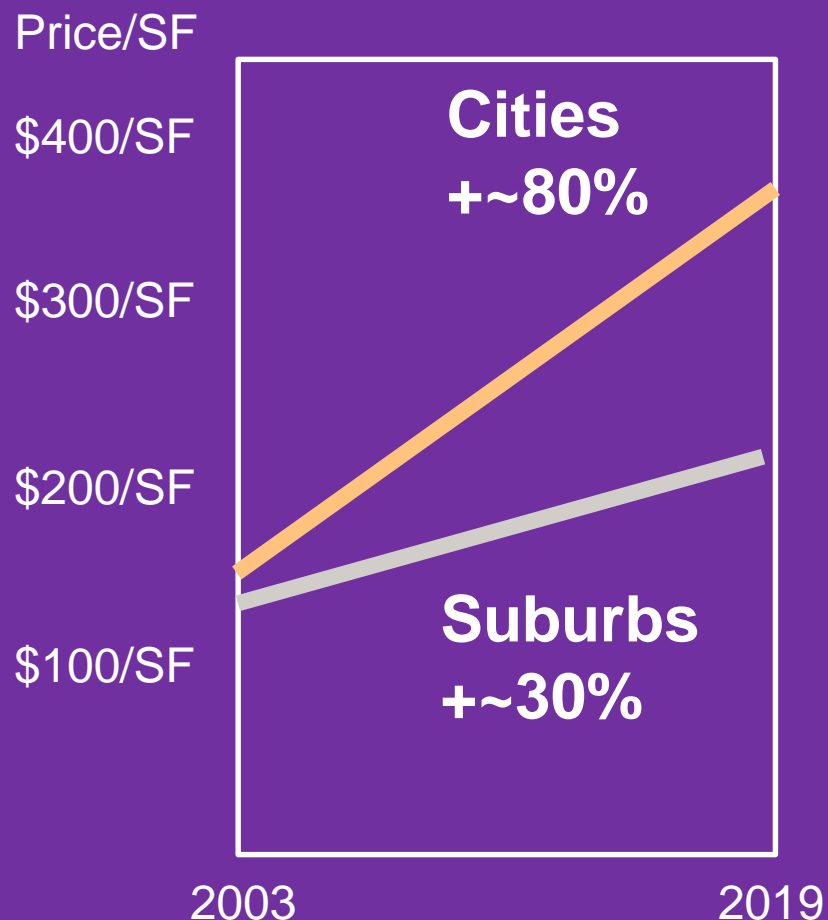 Price/SF
$400/SF
$300/SF
$200/SF
$100/SF
Cities
+~80%
Suburbs
+~30%
2003
2019